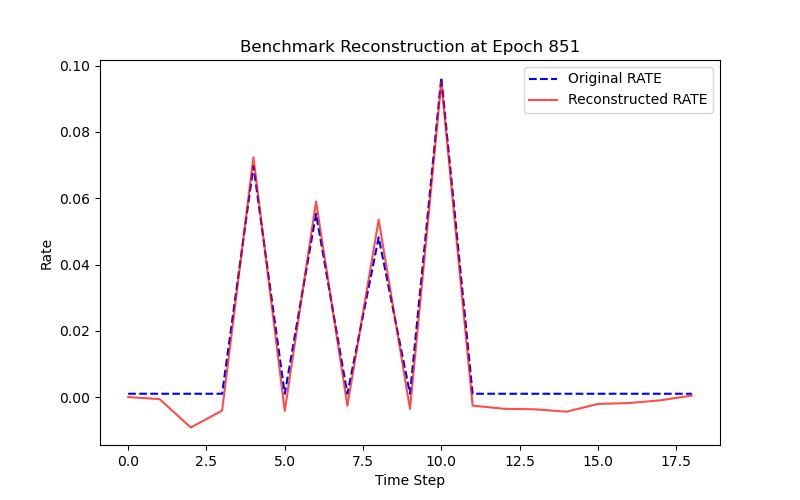 Benchmark Reconstruction at Epoch 851
Original RATE
Reconstructed RATE
0.10
0.08
0.06
0.04
0.02
0.00
Rate
0.0 2.5 5.0 7.5 10.0 12.5 15.0 17.5
Time Step